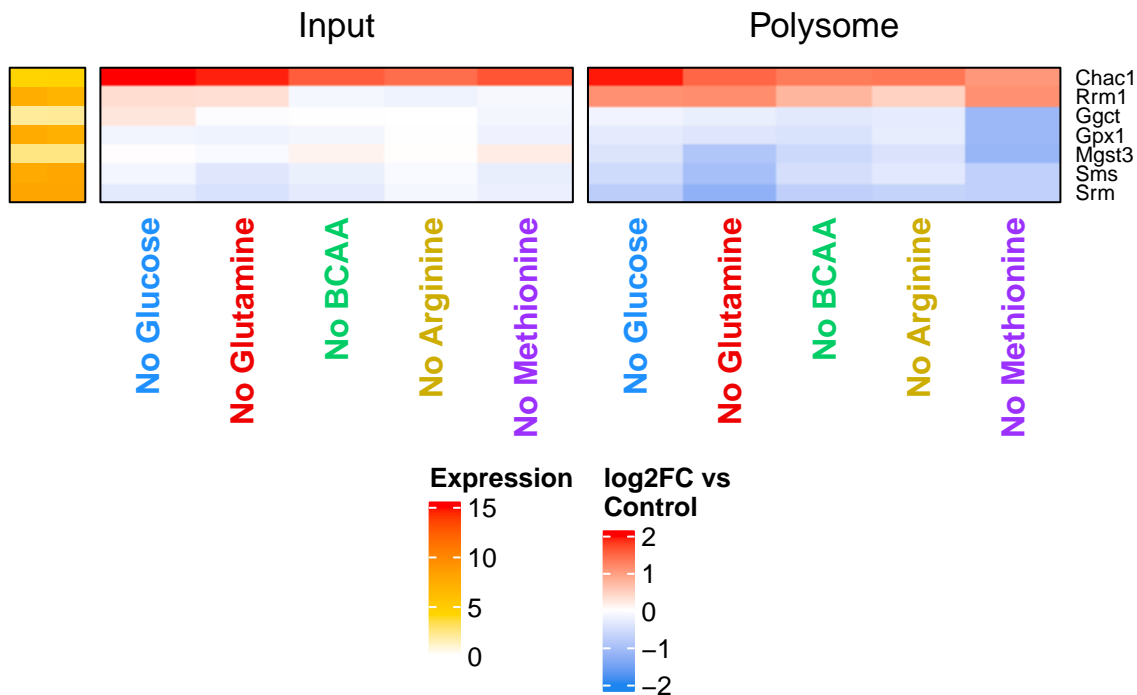 Input
Polysome
Chac1
Rrm1
Ggct
Gpx1
Mgst3
Sms
Srm
No Glucose
No Glutamine
No BCAA
No Arginine
No Methionine
No Glucose
No Glutamine
No BCAA
No Arginine
No Methionine
Expression
15
10
5
0
log2FC vs
Control
2
1
0
−1
−2